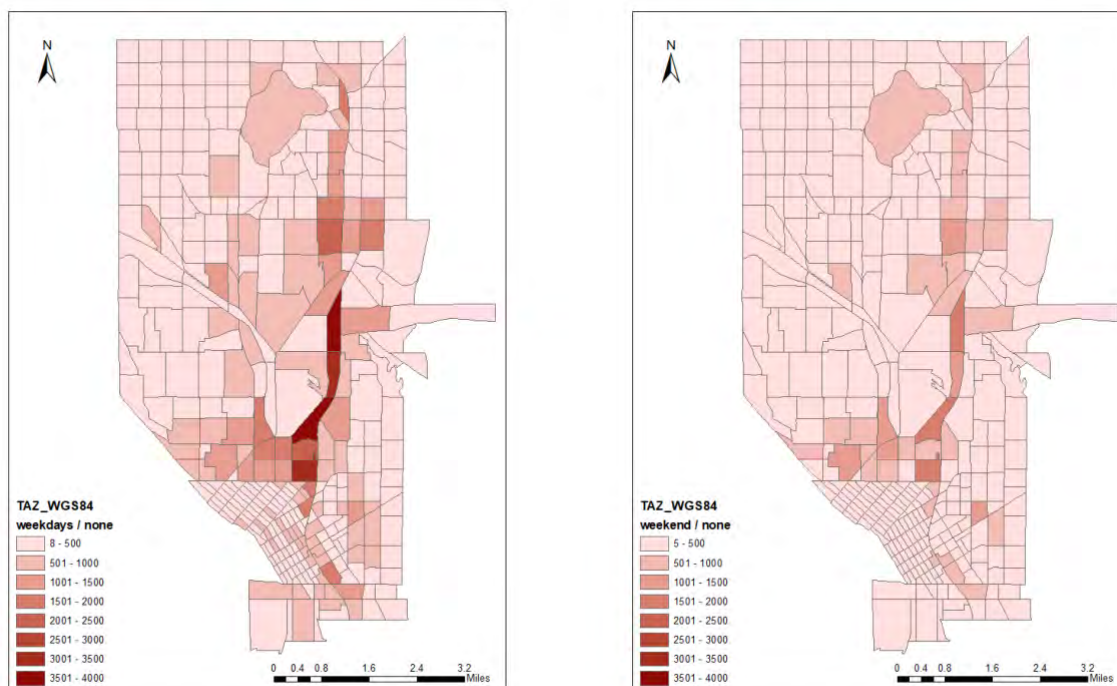 N
TAZ_WGS84
weekdays / none
8 - 500
501 - 1000
1001 - 1500
1501 - 2000
2001 - 2500
2501 - 3000
3001 - 3500
3501 - 4000
0 0.4 0.8 1.6 2.4 3.2
Miles
N
TAZ_WGS84
weekend / none
5 - 500
501 - 1000
1001 - 1500
1501 - 2000
2001 - 2500
2501 - 3000
3001 - 3500
3501 - 4000
0 0.4 0.8 1.6 2.4 3.2
Miles